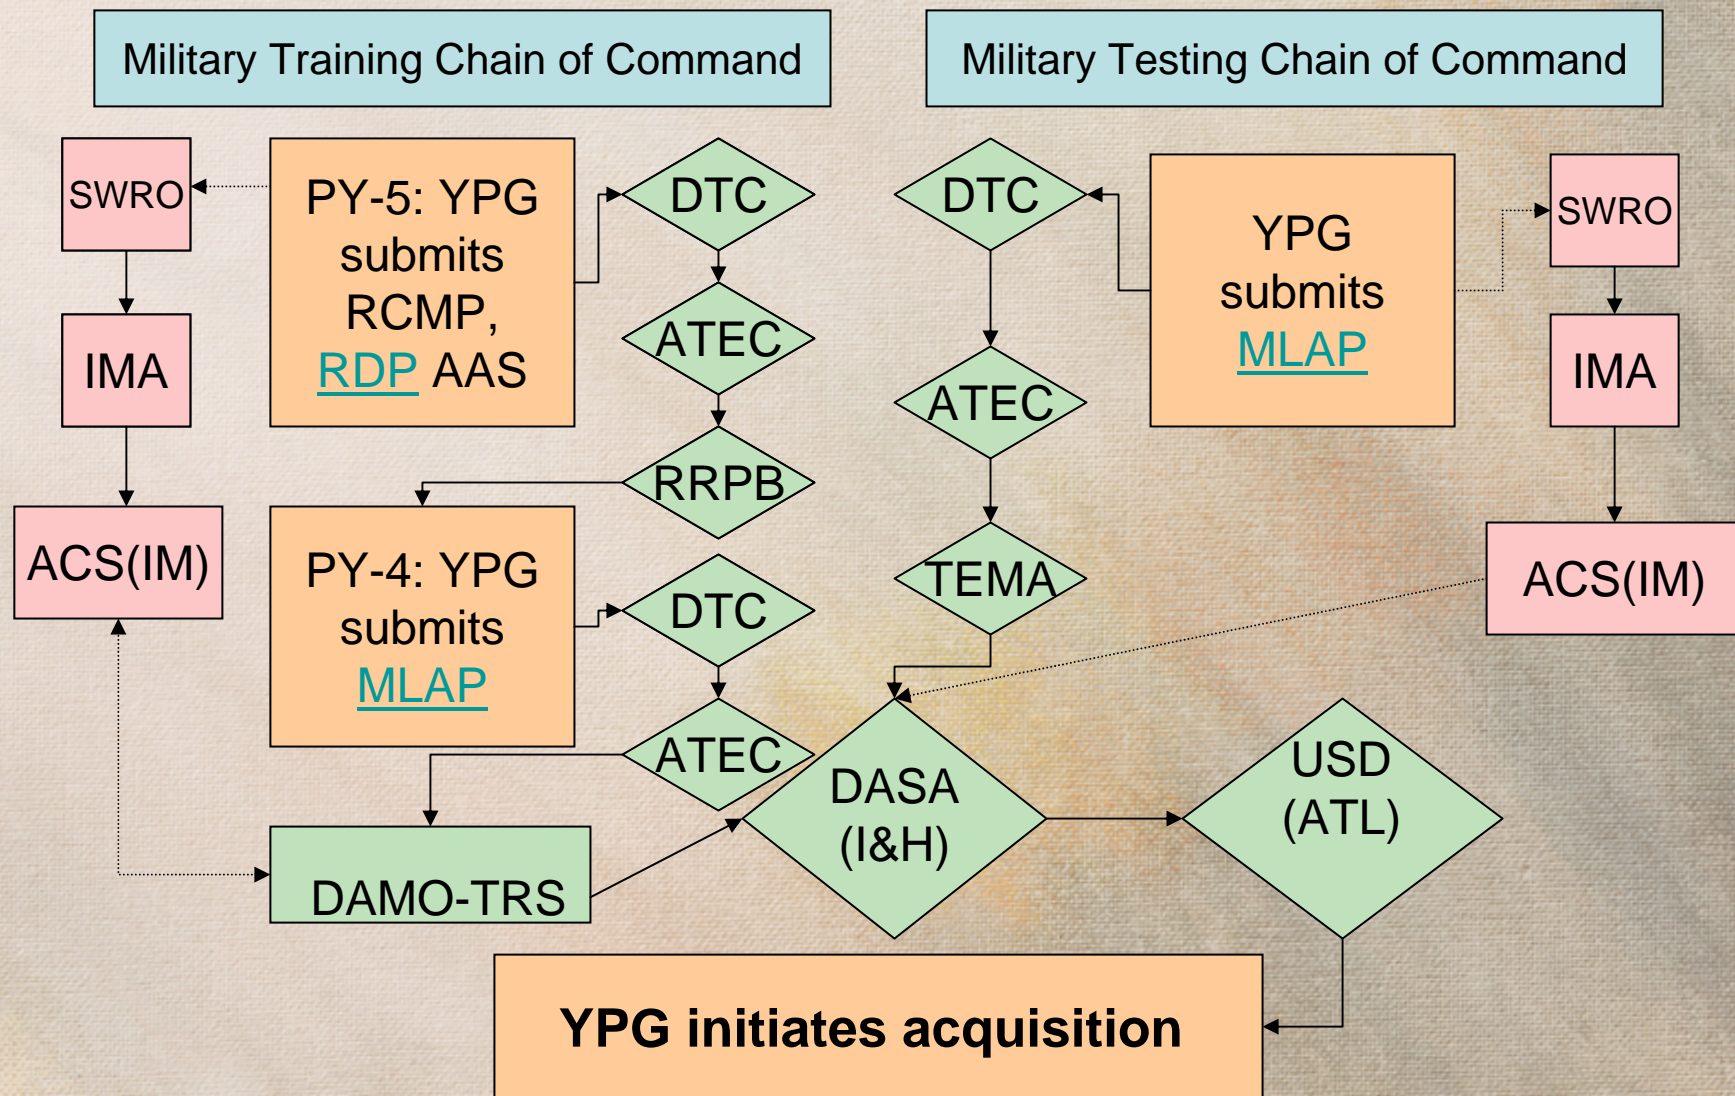 Military Training Chain of Command
Military Testing Chain of Command
SWRO
IMA
ACS(IM)
PY-5: YPG
submits
RCMP,
RDP AAS
DTC
ATEC
RRPB
PY-4: YPG
submits
MLAP
DTC
ATEC
DAMO-TRS
DTC
ATEC
TEMA
YPG
submits
MLAP
SWRO
IMA
ACS(IM)
DASA
(I&H)
USD
(ATL)
YPG initiates acquisition